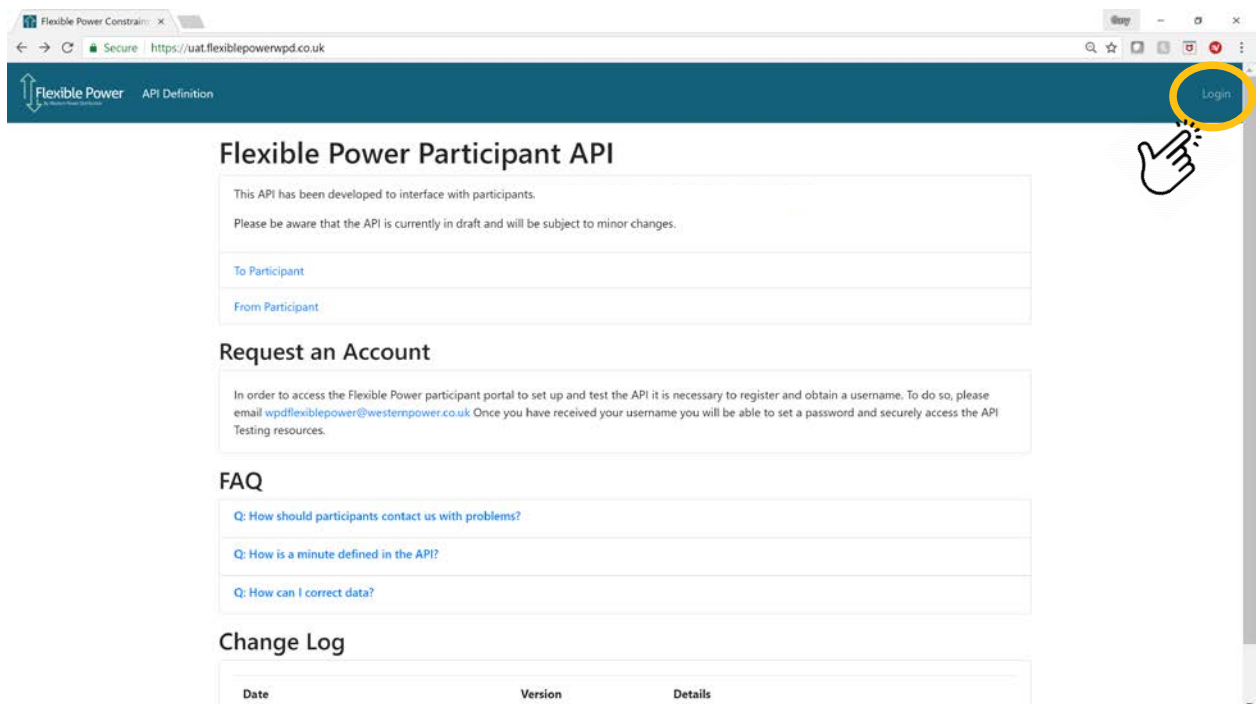 Flexible Power Constrain
Secure https://uat.flexiblepowerwpd.co.uk
Flexible Power API Definition Login
Flexible Power Participant API
This API has been developed to interface with participants.
Please be aware that the API is currently in draft and will be subject to minor changes.
To Participant
From Participant
Request an Account
In order to access the Flexible Power participant portal to set up and test the API it is necessary to register and obtain a username. To do so, please
email wpdflexiblepower@westernpower.co.uk Once you have received your username you will be able to set a password and securely access the API
Testing resources.
FAQ
Q: How should participants contact us with problems?
Q: How is a minute defined in the API?
Q: How can I correct data?
Change Log
Date Version Details